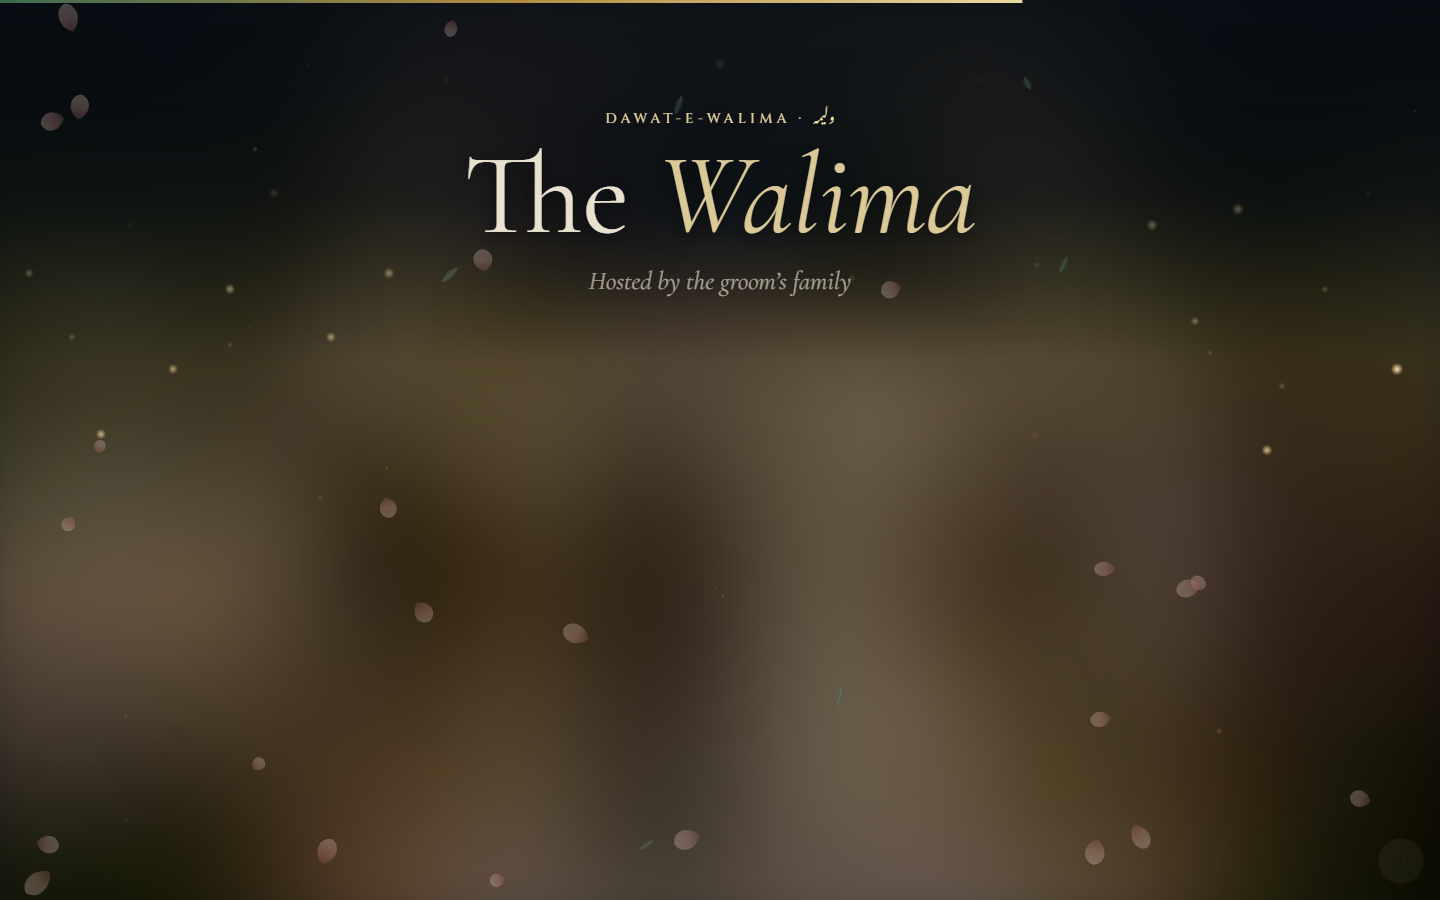 DAWAT-E-WALIMA · ولیمہ
The Walima
Hosted by the groom’s family